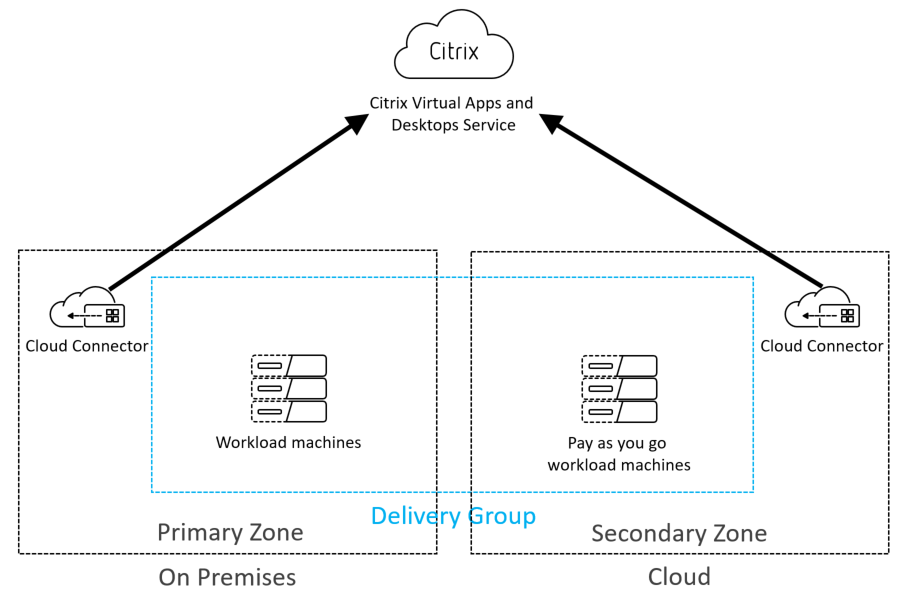 Citrix
Citrix Virtual Apps and
Desktops Service
Cloud Connector
Cloud Connector
Workload machines
Pay as you go
workload machines
Delivery Group
Primary Zone
Secondary Zone
On Premises
Cloud